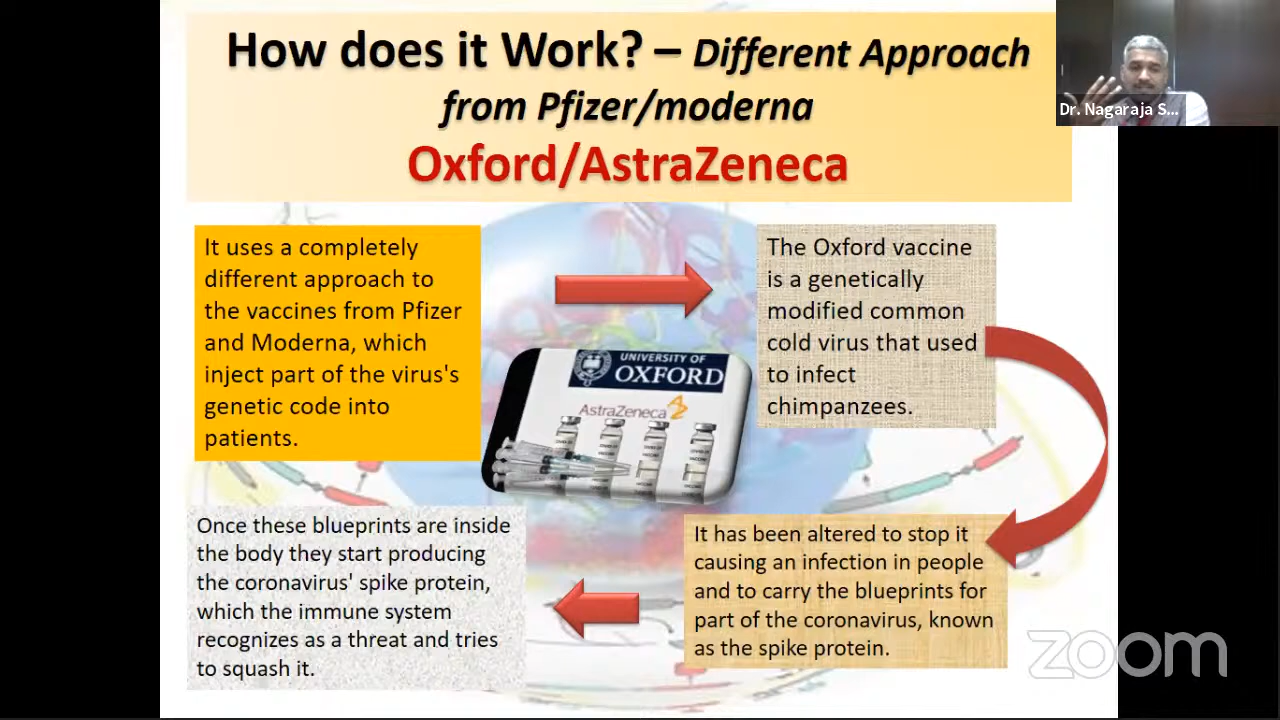 How does it Work? – Different Approach
from Pfizer/moderna
Oxford/AstraZeneca
Dr. Nagaraja S...
It uses a completely
different approach to
the vaccines from Pfizer
and Moderna, which
inject part of the virus's
genetic code into
patients.
The Oxford vaccine
is a genetically
modified common
cold virus that used
to infect
chimpanzees.
UNIVERSITY OF
OXFORD
AstraZeneca
It has been altered to stop it
causing an infection in people
and to carry the blueprints for
part of the coronavirus, known
as the spike protein.
Once these blueprints are inside
the body they start producing
the coronavirus' spike protein,
which the immune system
recognizes as a threat and tries
to squash it.
zoom